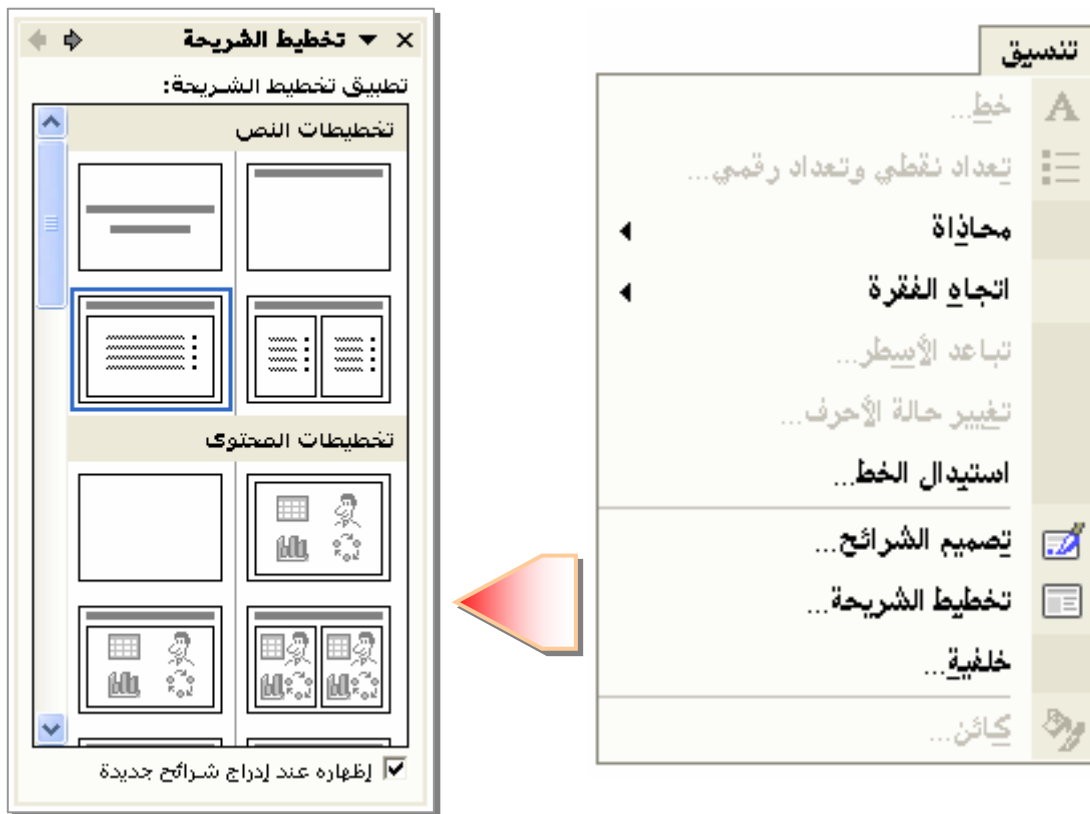 تنسيق
خط...
تعداد نقطي وتعداد رقمي...
محاذاة
اتجاه الفقرة
تباعد الأسطر...
تغيير حالة الأحرف...
استبدال الخط...
تصميم الشرائح...
تخطيط الشريحة...
خلفية...
كائن...
تخطيط الشريحة
تطبيق تخطيط الشريحة:
تخطيطات النص
تخطيطات المحتوى
إظهاره عند إدراج شرائح جديدة